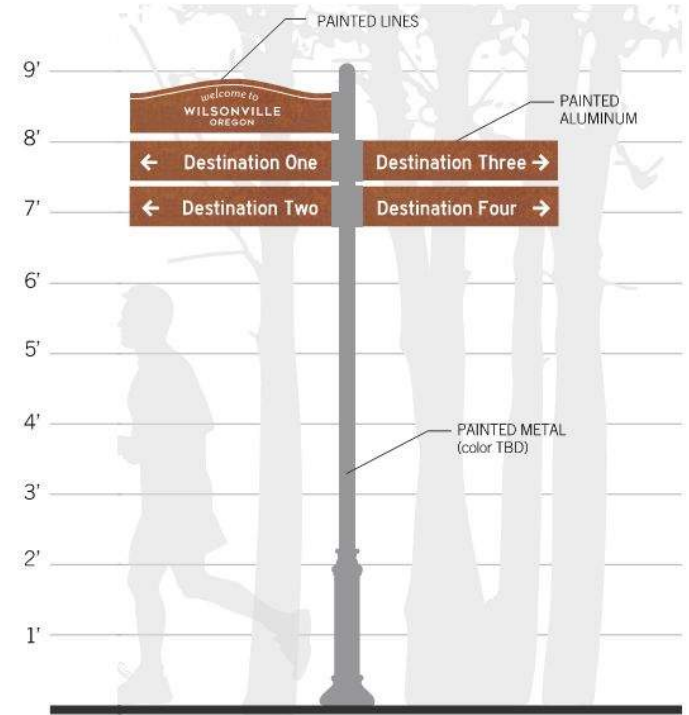 PAINTED LINES
9'
welcome to
WILSONVILLE
OREGON
PAINTED
ALUMINUM
8'
← Destination One
Destination Three →
7'
← Destination Two
Destination Four →
6'
5'
4'
PAINTED METAL
(color TBD)
3'
2'
1'